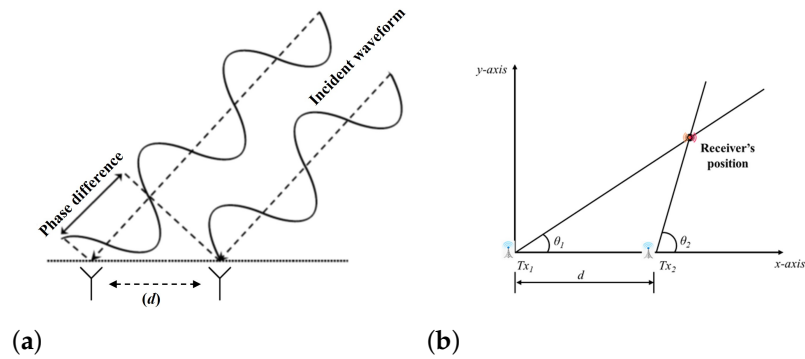 Incident waveform
Phase difference
(d)
(a)
y-axis
Receiver's
position
θ1
θ2
Tx1
Tx2
x-axis
d
(b)